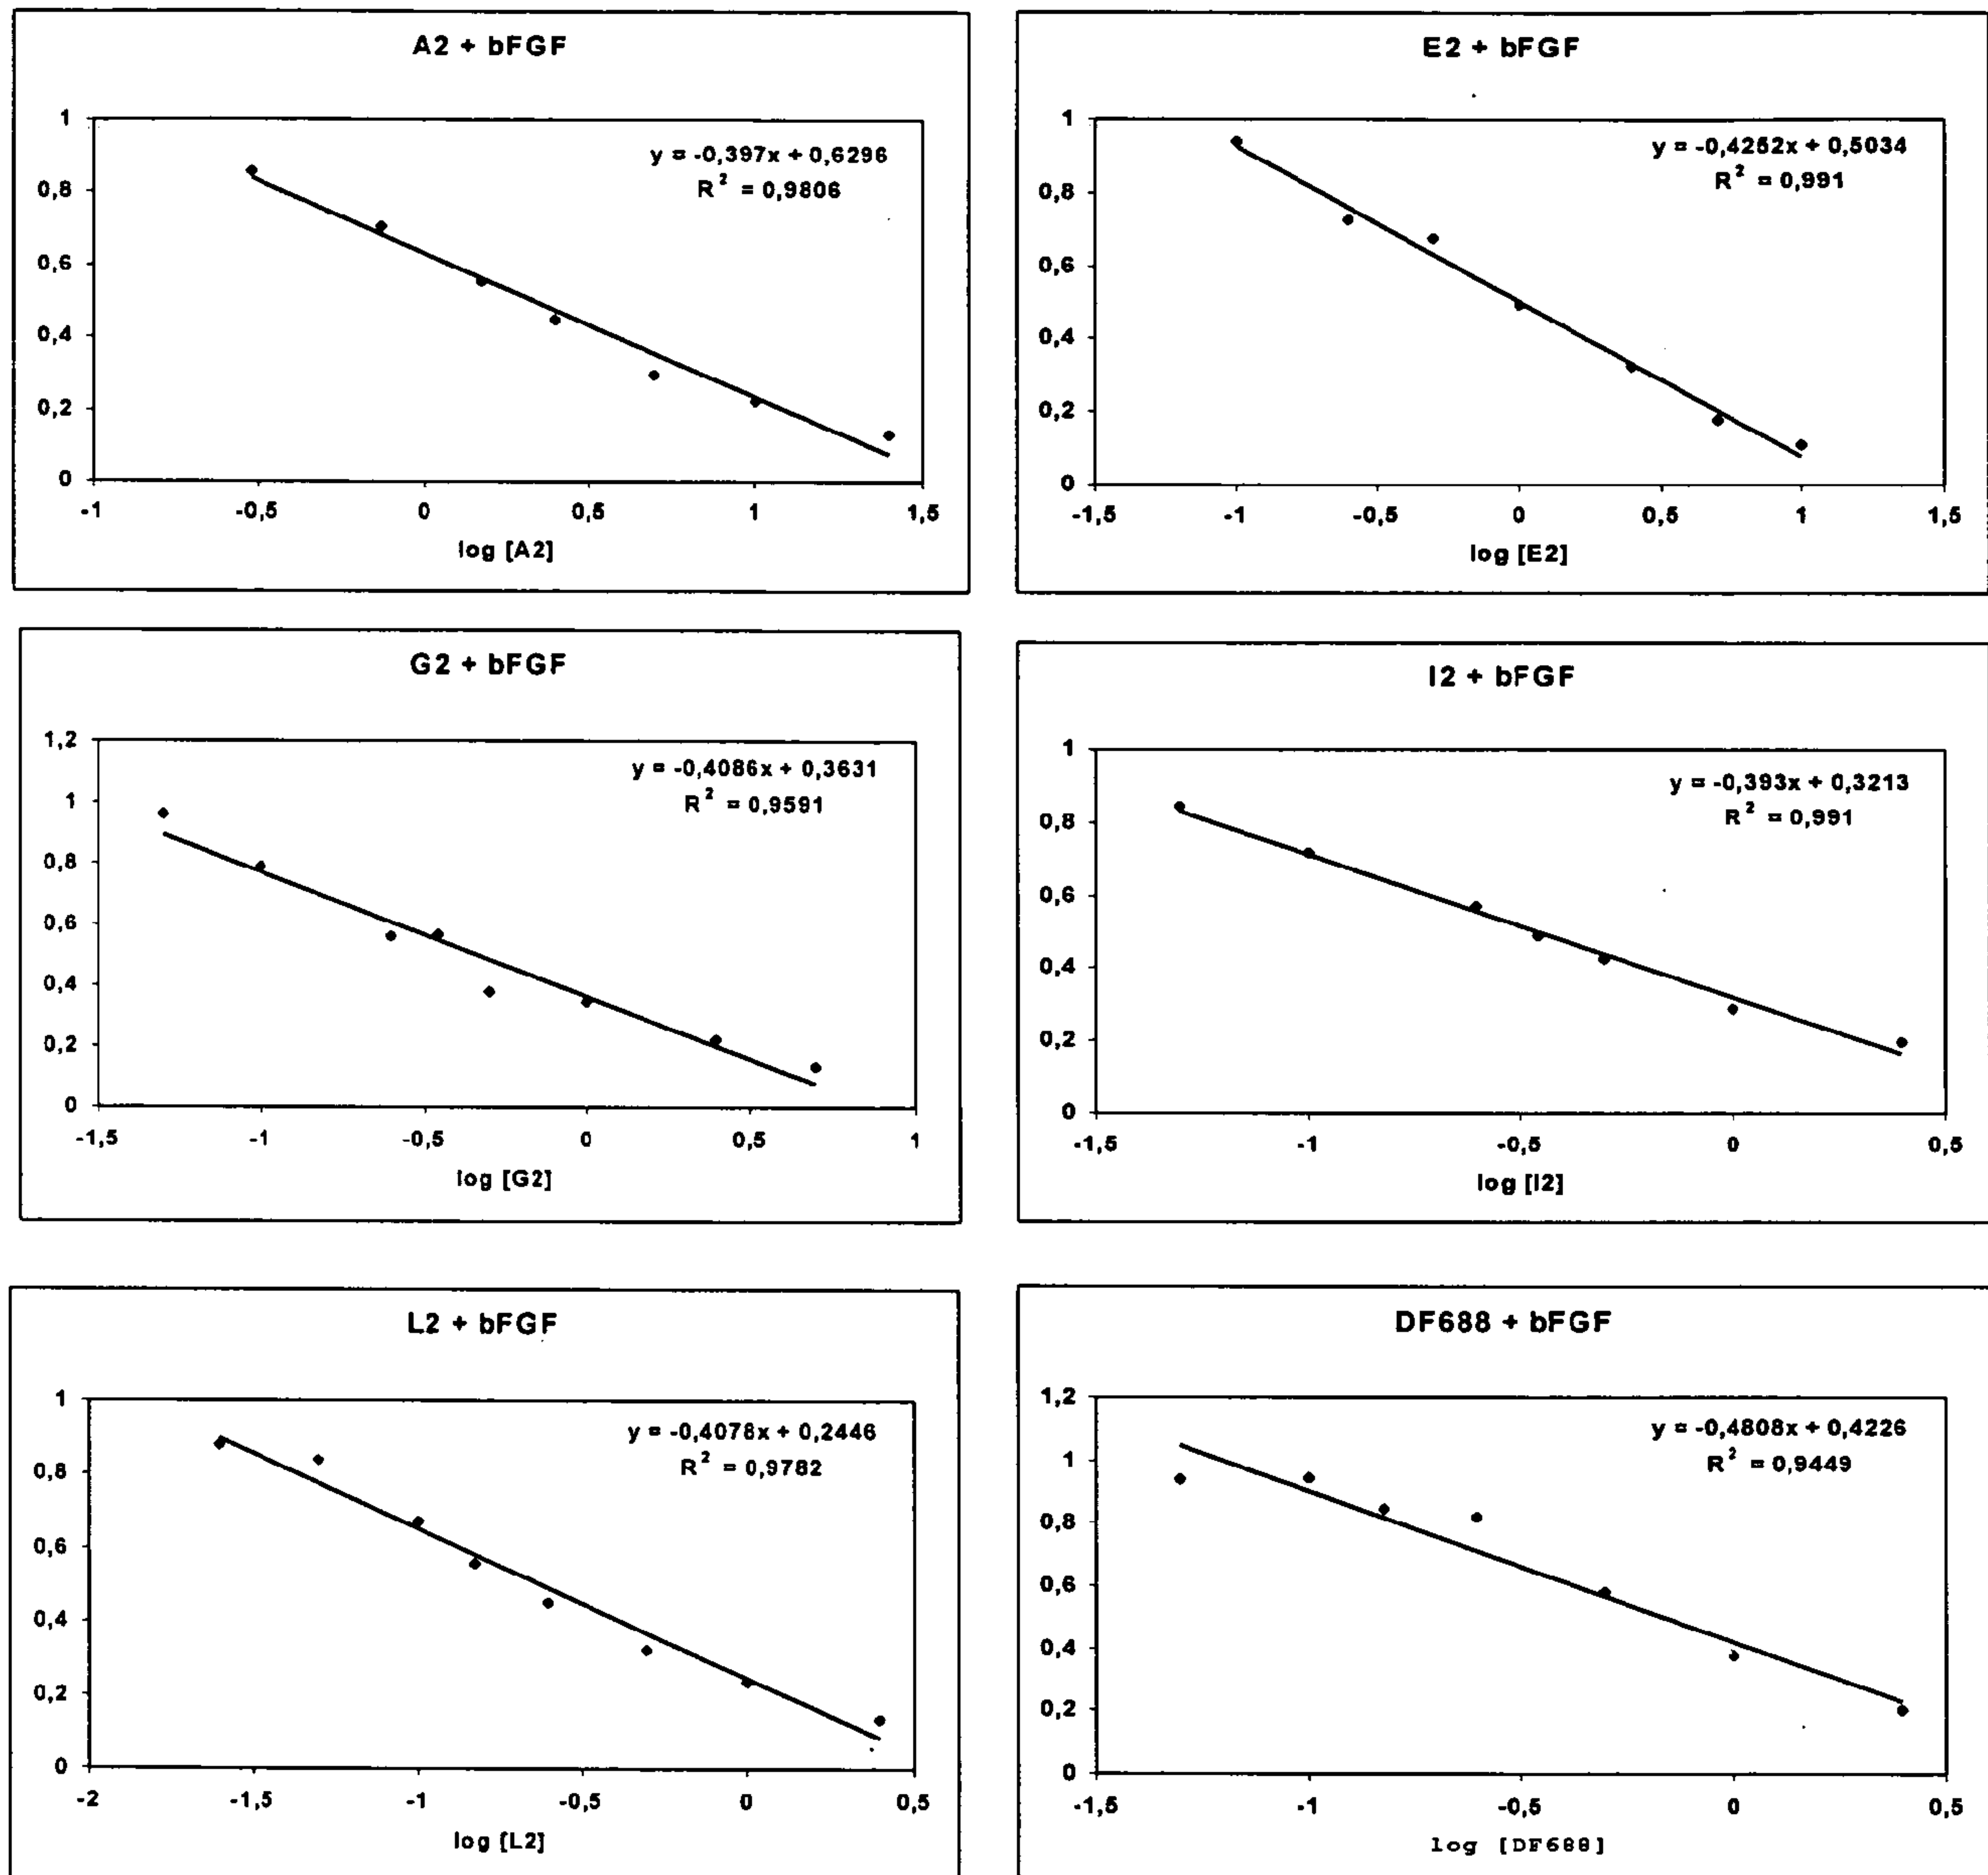 A2 + bFGF
y = -0,397x + 0,6296
R² = 0,9806
1
0,8
0,6
0,4
0,2
0
-1 -0,5 0 0,5 1 1,5
log [A2]
E2 + bFGF
y = -0,4252x + 0,5034
R² = 0,991
1
0,8
0,6
0,4
0,2
0
-1,5 -1 -0,5 0 0,5 1 1,5
log [E2]
G2 + bFGF
y = -0,4086x + 0,3631
R² = 0,9591
1,2
1
0,8
0,6
0,4
0,2
0
-1,5 -1 -0,5 0 0,5 1
log [G2]
I2 + bFGF
y = -0,393x + 0,3213
R² = 0,991
1
0,8
0,6
0,4
0,2
0
-1,5 -1 -0,5 0 0,5
log [I2]
L2 + bFGF
y = -0,4078x + 0,2446
R² = 0,9782
1
0,8
0,6
0,4
0,2
0
-2 -1,5 -1 -0,5 0 0,5
log [L2]
DF688 + bFGF
y = -0,4808x + 0,4226
R² = 0,9449
1,2
1
0,8
0,6
0,4
0,2
0
-1,5 -1 -0,5 0 0,5
log [DF688]